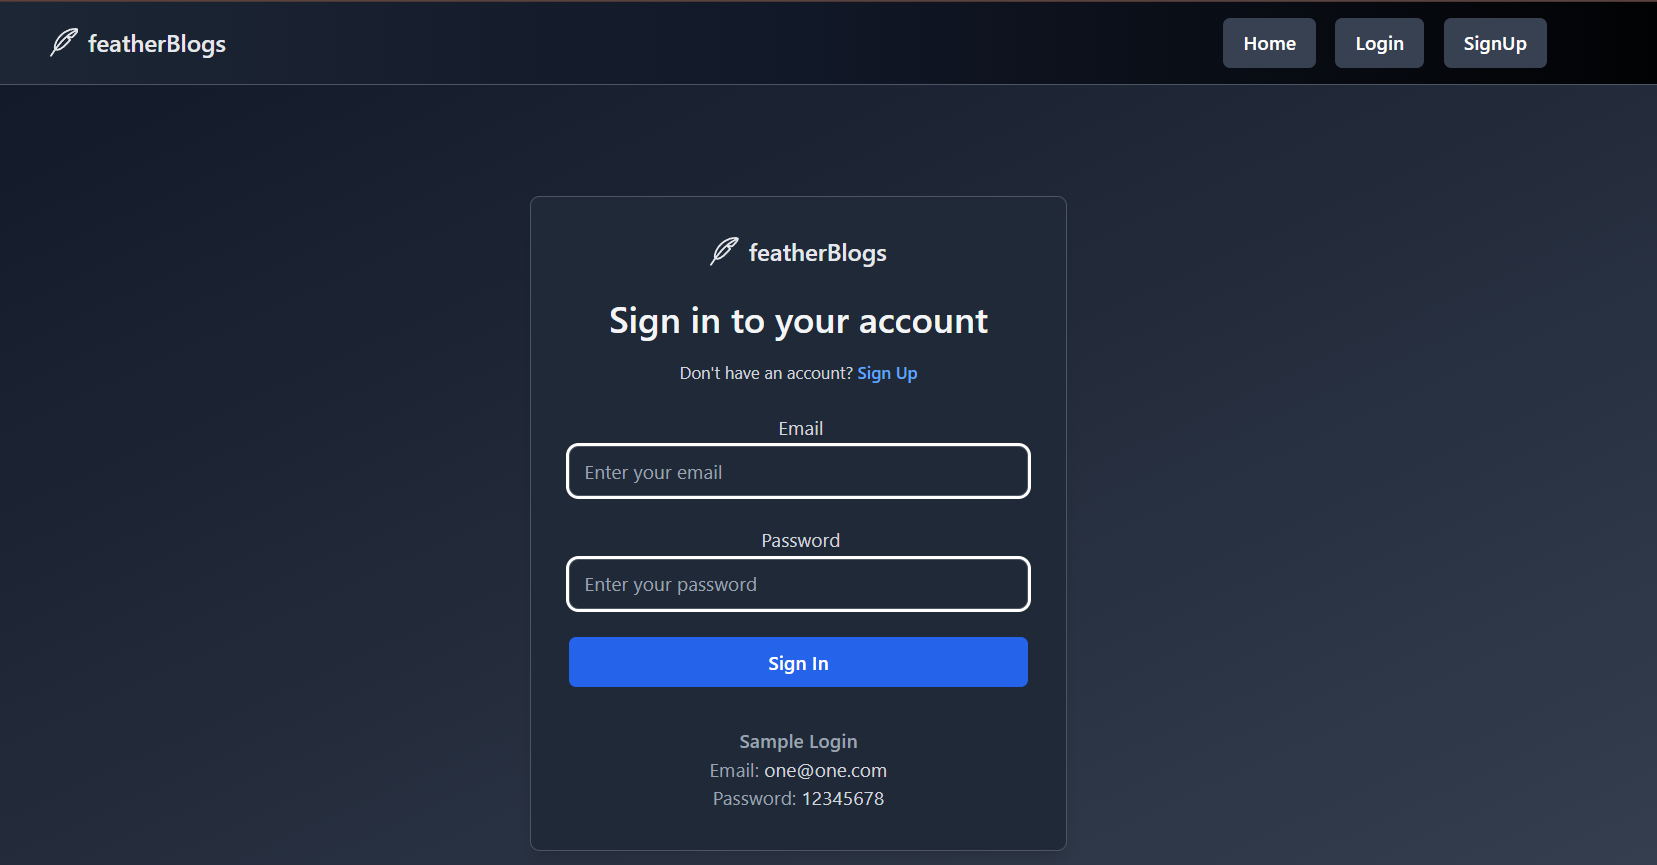 featherBlogs
Home
Login
SignUp
featherBlogs
Sign in to your account
Don't have an account? Sign Up
Email
Enter your email
Password
Enter your password
Sign In
Sample Login
Email: one@one.com
Password: 12345678